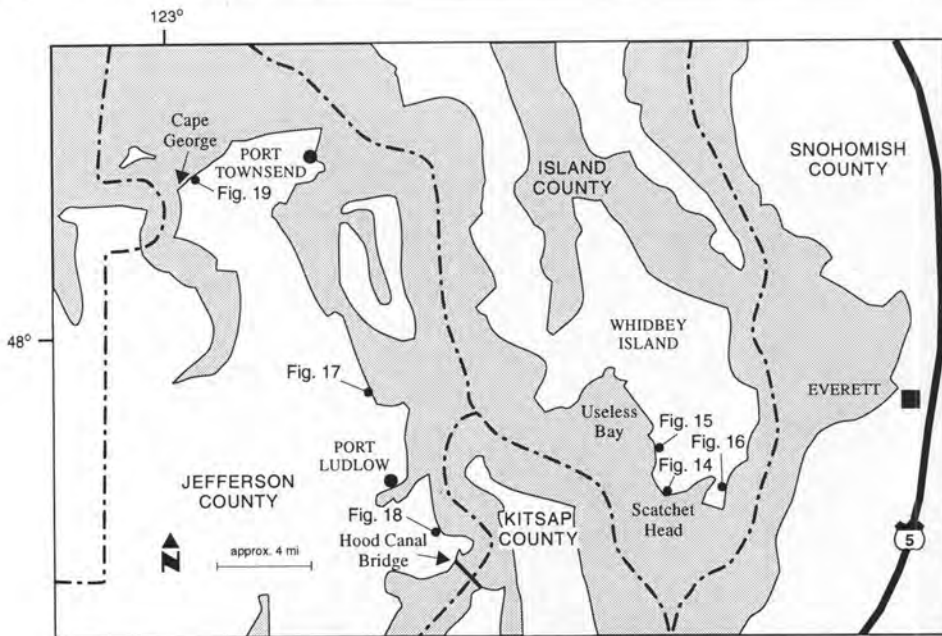 123°
Cape
George
PORT
TOWNSEND
Fig. 19
ISLAND
COUNTY
SNOHOMISH
COUNTY
48°
WHIDBEY
ISLAND
Fig. 17
EVERETT
Useless
Bay
Fig. 15
Fig. 16
Fig. 14
PORT
LUDLOW
JEFFERSON
COUNTY
Scatchet
Head
Fig. 18
KITSAP
COUNTY
Hood Canal
Bridge
N
approx. 4 mi
5